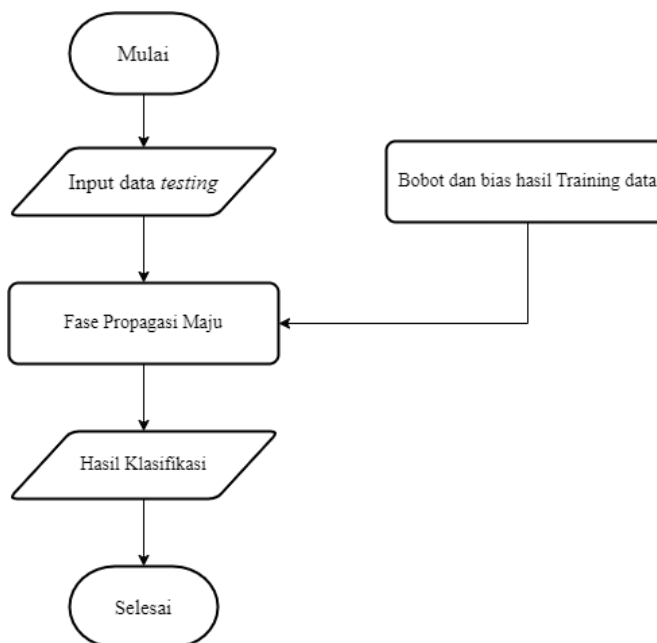 Mulai
Input data testing
Bobot dan bias hasil Training data
Fase Propagasi Maju
Hasil Klasifikasi
Selesai